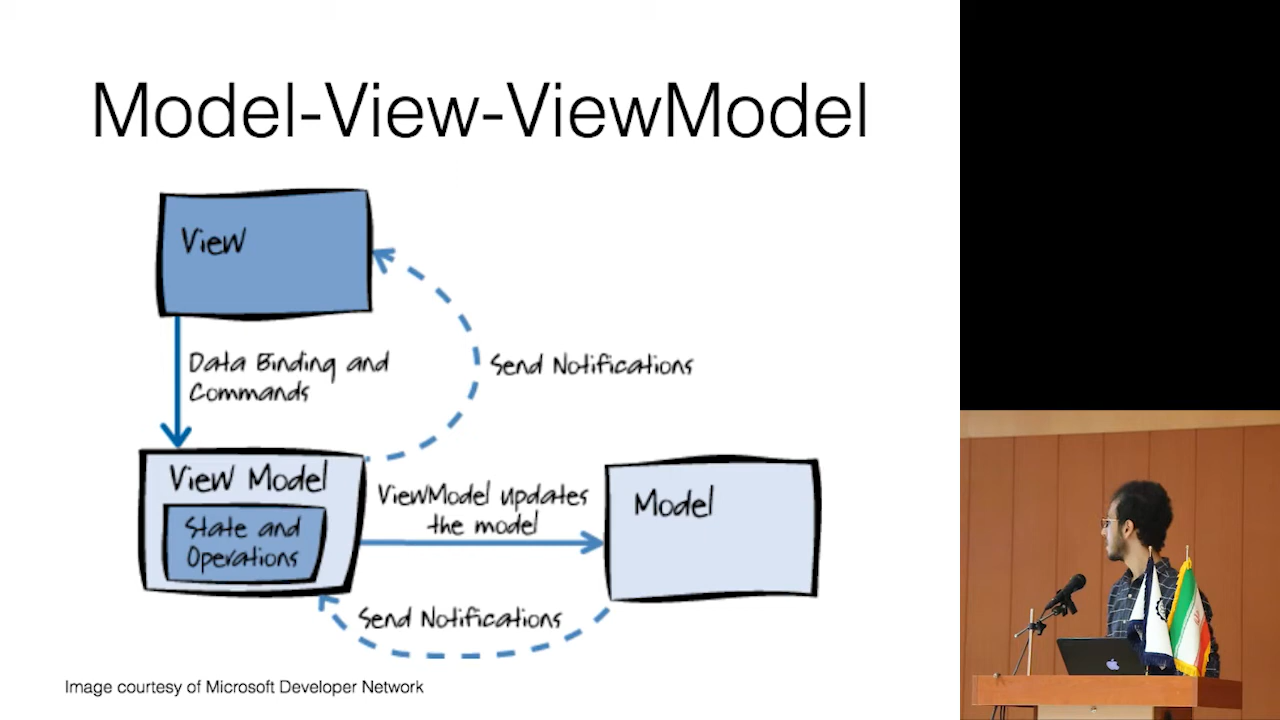 Model-View-ViewModel
View
Data Binding and
Commands
Send Notifications
View Model
State and
Operations
ViewModel updates
the model
Model
Send Notifications
Image courtesy of Microsoft Developer Network